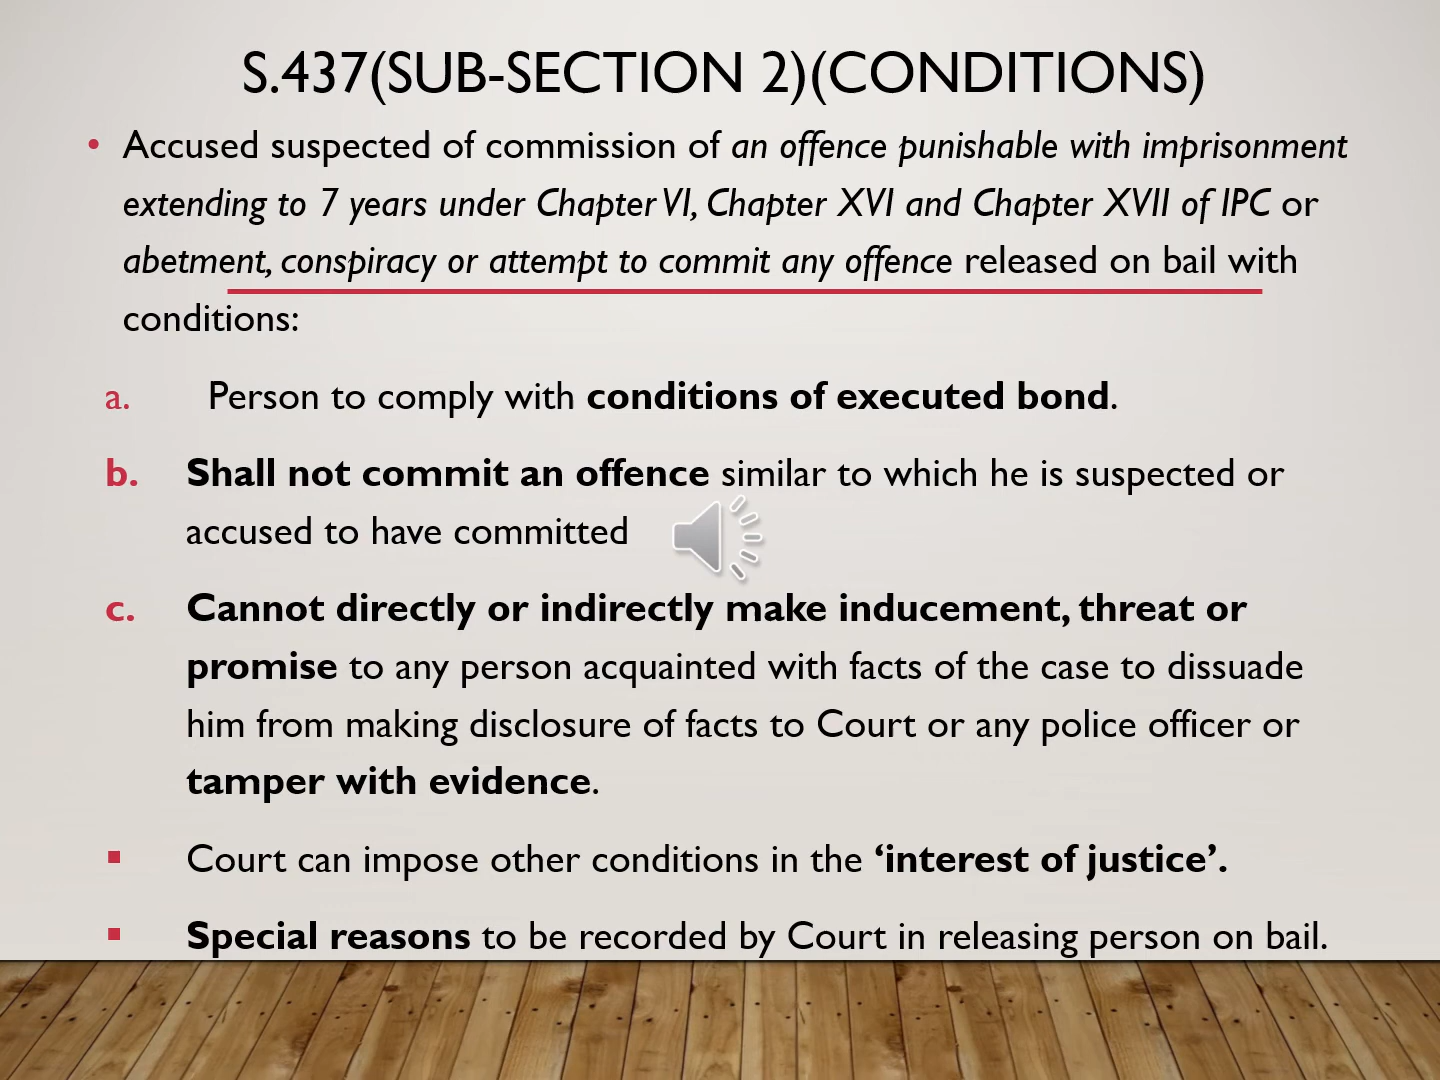 S.437(SUB-SECTION 2)(CONDITIONS)
• Accused suspected of commission of an offence punishable with imprisonment
extending to 7 years under Chapter VI, Chapter XVI and Chapter XVII of IPC or
abetment, conspiracy or attempt to commit any offence released on bail with
conditions:
a. Person to comply with conditions of executed bond.
b. Shall not commit an offence similar to which he is suspected or
accused to have committed
c. Cannot directly or indirectly make inducement, threat or
promise to any person acquainted with facts of the case to dissuade
him from making disclosure of facts to Court or any police officer or
tamper with evidence.
▪ Court can impose other conditions in the ‘interest of justice’.
▪ Special reasons to be recorded by Court in releasing person on bail.